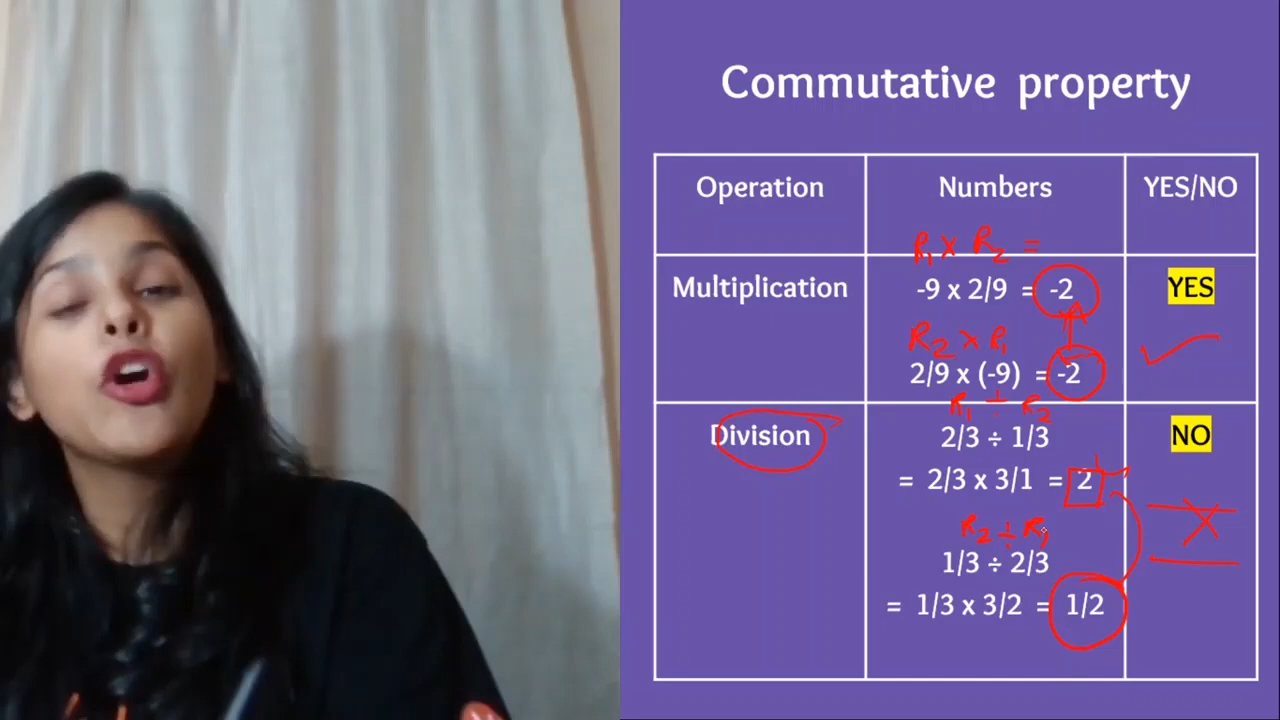 Commutative property
Operation Numbers YES/NO
R₁ x R₂ =
Multiplication -9 x 2/9 = -2 YES
R₂ x R₁
2/9 x (-9) = -2
R₁ ÷ R₂
Division 2/3 ÷ 1/3 NO
= 2/3 x 3/1 = 2
R₂ ÷ R₁
1/3 ÷ 2/3
= 1/3 x 3/2 = 1/2